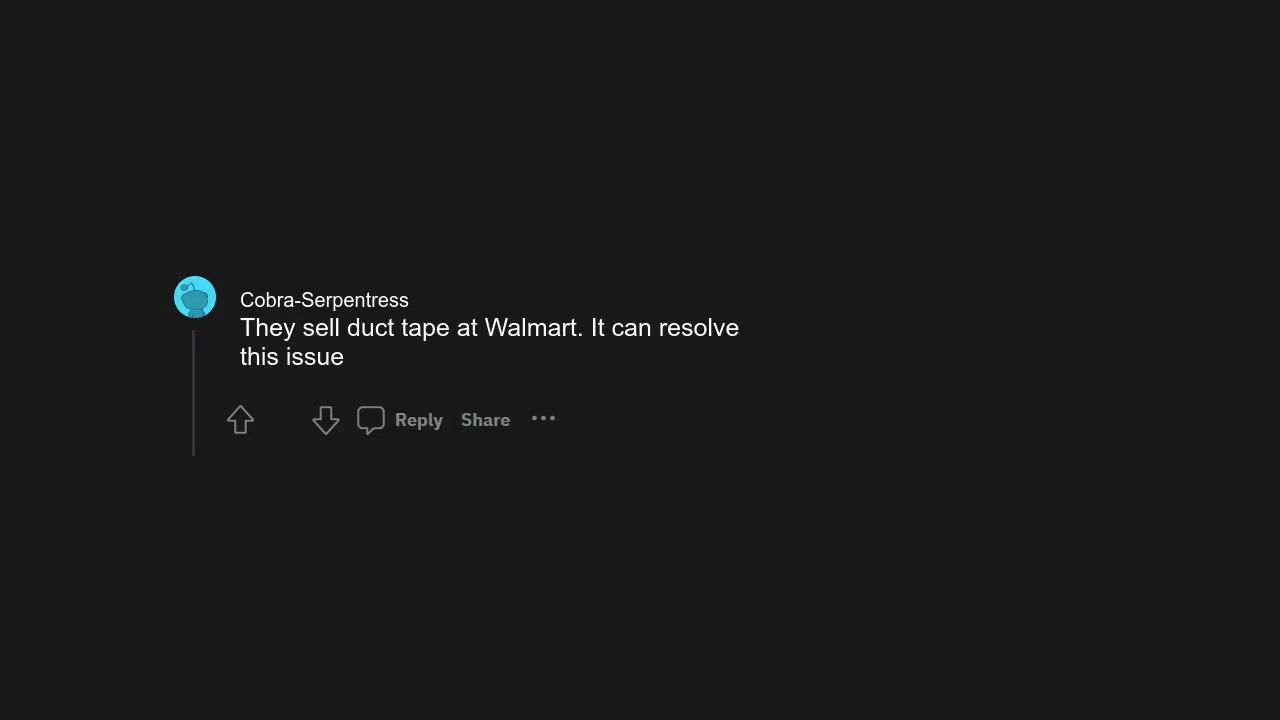 Cobra-Serpentress
They sell duct tape at Walmart. It can resolve
this issue
Reply Share